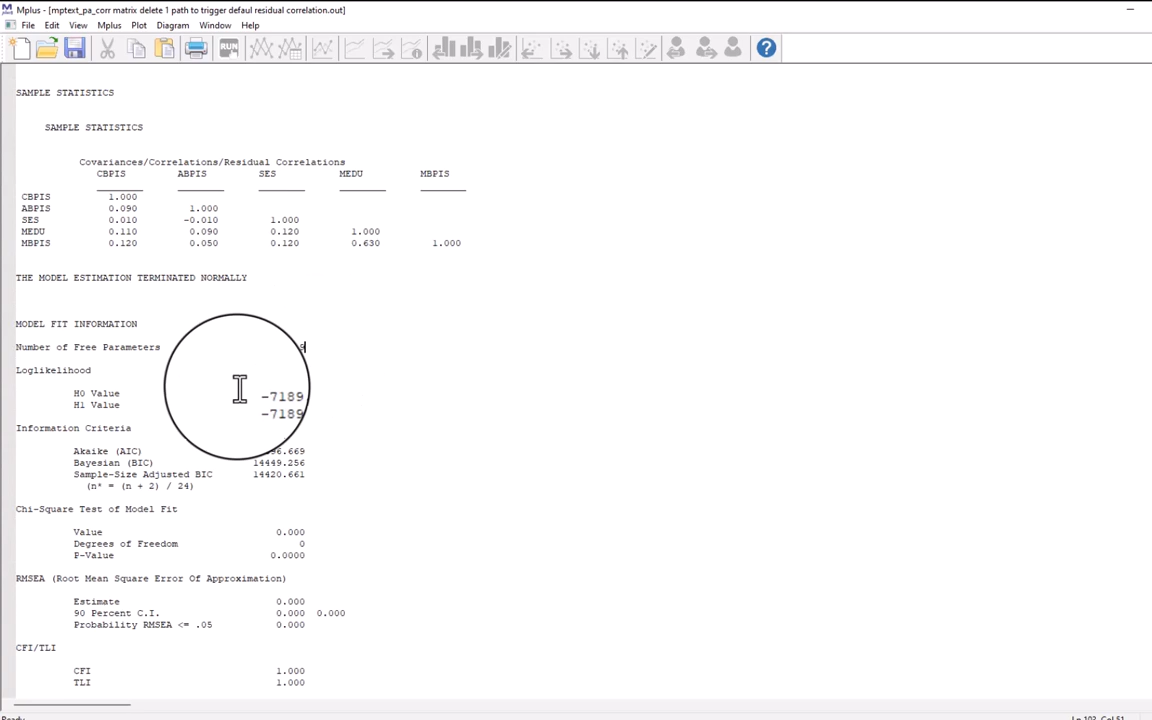 Mplus - [mptext_pa_corr matrix delete 1 path to trigger defaul residual correlation.out]
File Edit View Mplus Plot Diagram Window Help
RUN
SAMPLE STATISTICS
SAMPLE STATISTICS
Covariances/Correlations/Residual Correlations
CBPIS ABPIS SES MEDU MBPIS
CBPIS 1.000
ABPIS 0.090 1.000
SES 0.010 -0.010 1.000
MEDU 0.110 0.090 0.120 1.000
MBPIS 0.120 0.050 0.120 0.630 1.000
THE MODEL ESTIMATION TERMINATED NORMALLY
MODEL FIT INFORMATION
Number of Free Parameters
Loglikelihood
H0 Value -7189
H1 Value -7189
Information Criteria
Akaike (AIC) 96.669
Bayesian (BIC) 14449.256
Sample-Size Adjusted BIC 14420.661
(n* = (n + 2) / 24)
Chi-Square Test of Model Fit
Value 0.000
Degrees of Freedom 0
P-Value 0.0000
RMSEA (Root Mean Square Error Of Approximation)
Estimate 0.000
90 Percent C.I. 0.000 0.000
Probability RMSEA <= .05 0.000
CFI/TLI
CFI 1.000
TLI 1.000